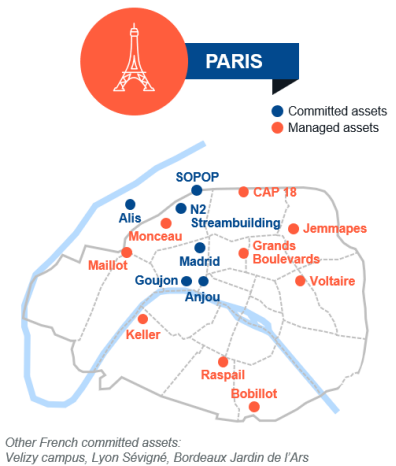 PARIS
Committed assets
Managed assets
SOPOP
CAP 18
Alis
N2
Streambuilding
Monceau
Jemmapes
Maillot
Madrid
Grands
Boulevards
Goujon
Anjou
Voltaire
Keller
Raspail
Bobillot
Other French committed assets:
Velizy campus, Lyon Sévigné, Bordeaux Jardin de l'Ars